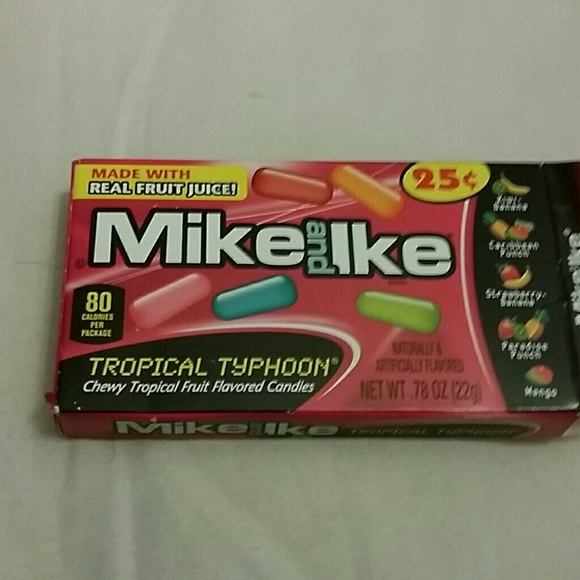 MADE WITH
REAL FRUIT JUICE!
25¢
Mike and Ike
80
CALORIES
PER
PACKAGE
TROPICAL TYPHOON®
Chewy Tropical Fruit Flavored Candies
NATURALLY &
ARTIFICIALLY FLAVORED
NET WT .78 OZ (22g)
Kiwi-
Banana
Caribbean
Punch
Strawberry-
Banana
Paradise
Punch
Mango
Mike and Ike TROPICAL TYPHOON